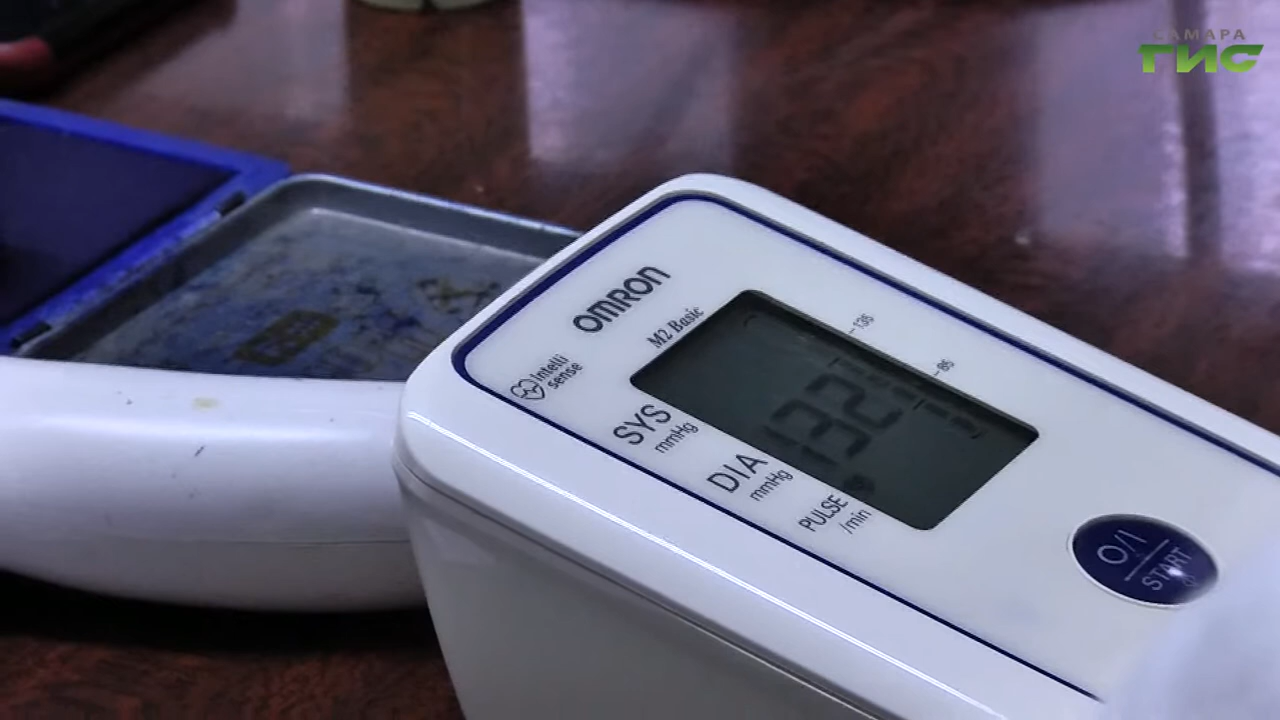 САМАРА
ГИС
OMRON
M2 Basic
intelli
sense
135
85
SYS
mmHg
132
DIA
mmHg
PULSE
/min
O/I
START